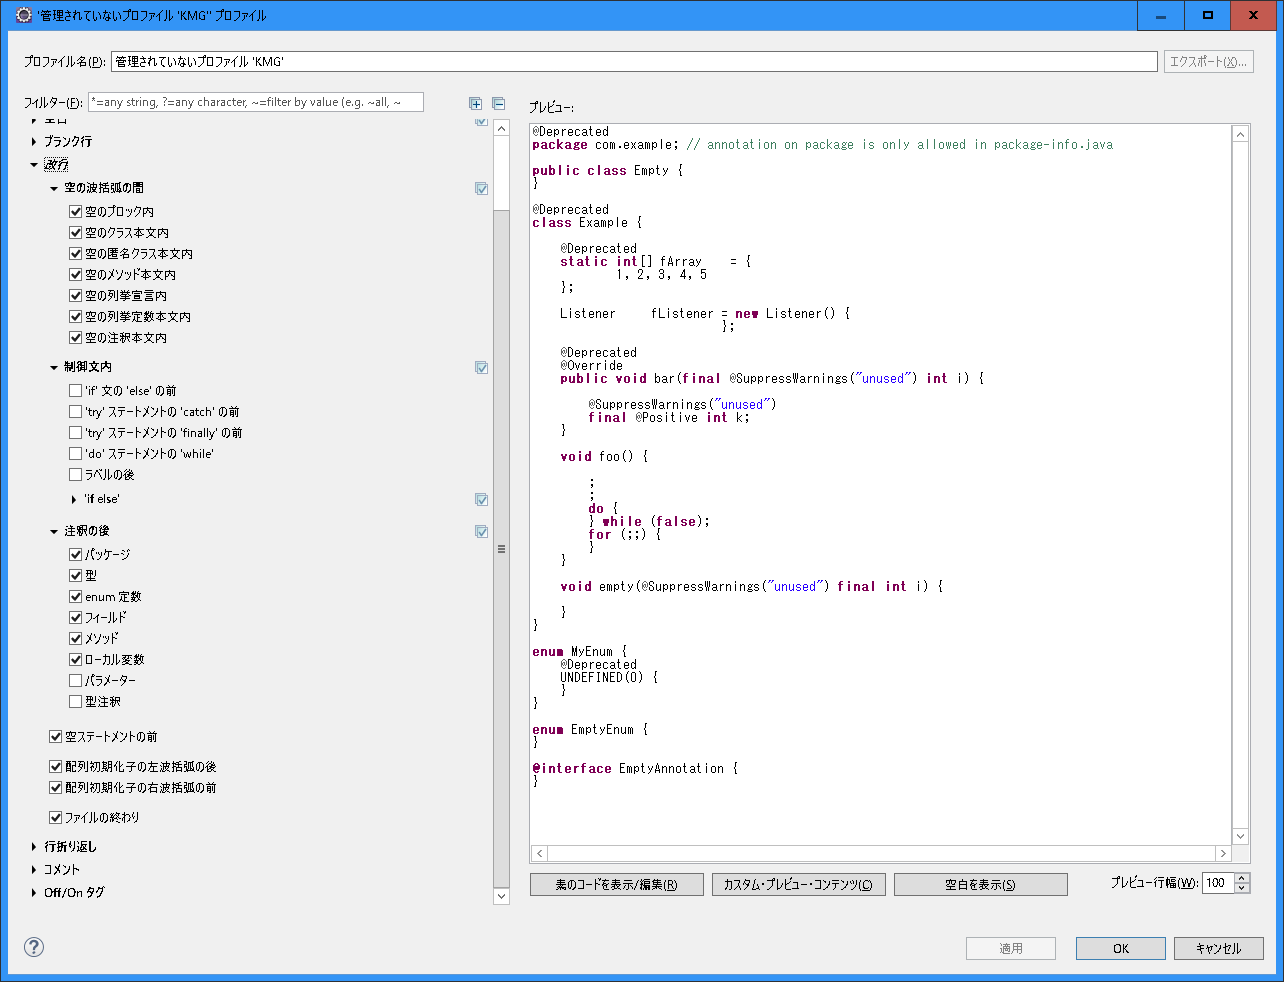 '管理されていないプロファイル 'KMG'' プロファイル
プロファイル名(P):
管理されていないプロファイル 'KMG'
エクスポート(X)...
フィルター(F):
*=any string, ?=any character, ~=filter by value (e.g. ~all, ~
空白
ブランク行
改行
空の波括弧の間
空のブロック内
空のクラス本文内
空の匿名クラス本文内
空のメソッド本文内
空の列挙宣言内
空の列挙定数本文内
空の注釈本文内
制御文内
'if' 文の 'else' の前
'try' ステートメントの 'catch' の前
'try' ステートメントの 'finally' の前
'do' ステートメントの 'while'
ラベルの後
'if else'
注釈の後
パッケージ
型
enum 定数
フィールド
メソッド
ローカル変数
パラメーター
型注釈
空ステートメントの前
配列初期化子の左波括弧の後
配列初期化子の右波括弧の前
ファイルの終わり
行折り返し
コメント
Off/On タグ
プレビュー:
@Deprecated
package com.example; // annotation on package is only allowed in package-info.java
public class Empty {
}
@Deprecated
class Example {
@Deprecated
static int[] fArray = {
1, 2, 3, 4, 5
};
Listener fListener = new Listener() {
};
@Deprecated
@Override
public void bar(final @SuppressWarnings("unused") int i) {
@SuppressWarnings("unused")
final @Positive int k;
}
void foo() {
;
;
do {
} while (false);
for (;;) {
}
}
void empty(@SuppressWarnings("unused") final int i) {
}
}
enum MyEnum {
@Deprecated
UNDEFINED(0) {
}
}
enum EmptyEnum {
}
@interface EmptyAnnotation {
}
素のコードを表示/編集(R)
カスタム・プレビュー・コンテンツ(C)
空白を表示(S)
プレビュー行幅(W):
100
適用
OK
キャンセル